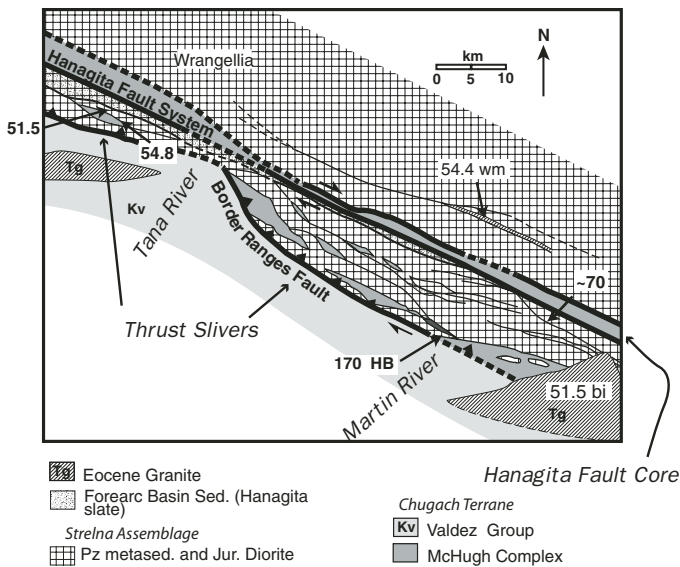 Wrangellia
km
0 5 10
N
Hanagita Fault System
51.5
54.8
54.4 wm
Tg
Kv
Tana River
Border Ranges Fault
~70
Thrust Slivers
170 HB
Martin River
51.5 bi
Tg
Hanagita Fault Core
Tg Eocene Granite
Forearc Basin Sed. (Hanagita
slate)
Strelna Assemblage
Pz metased. and Jur. Diorite
Chugach Terrane
Kv Valdez Group
McHugh Complex